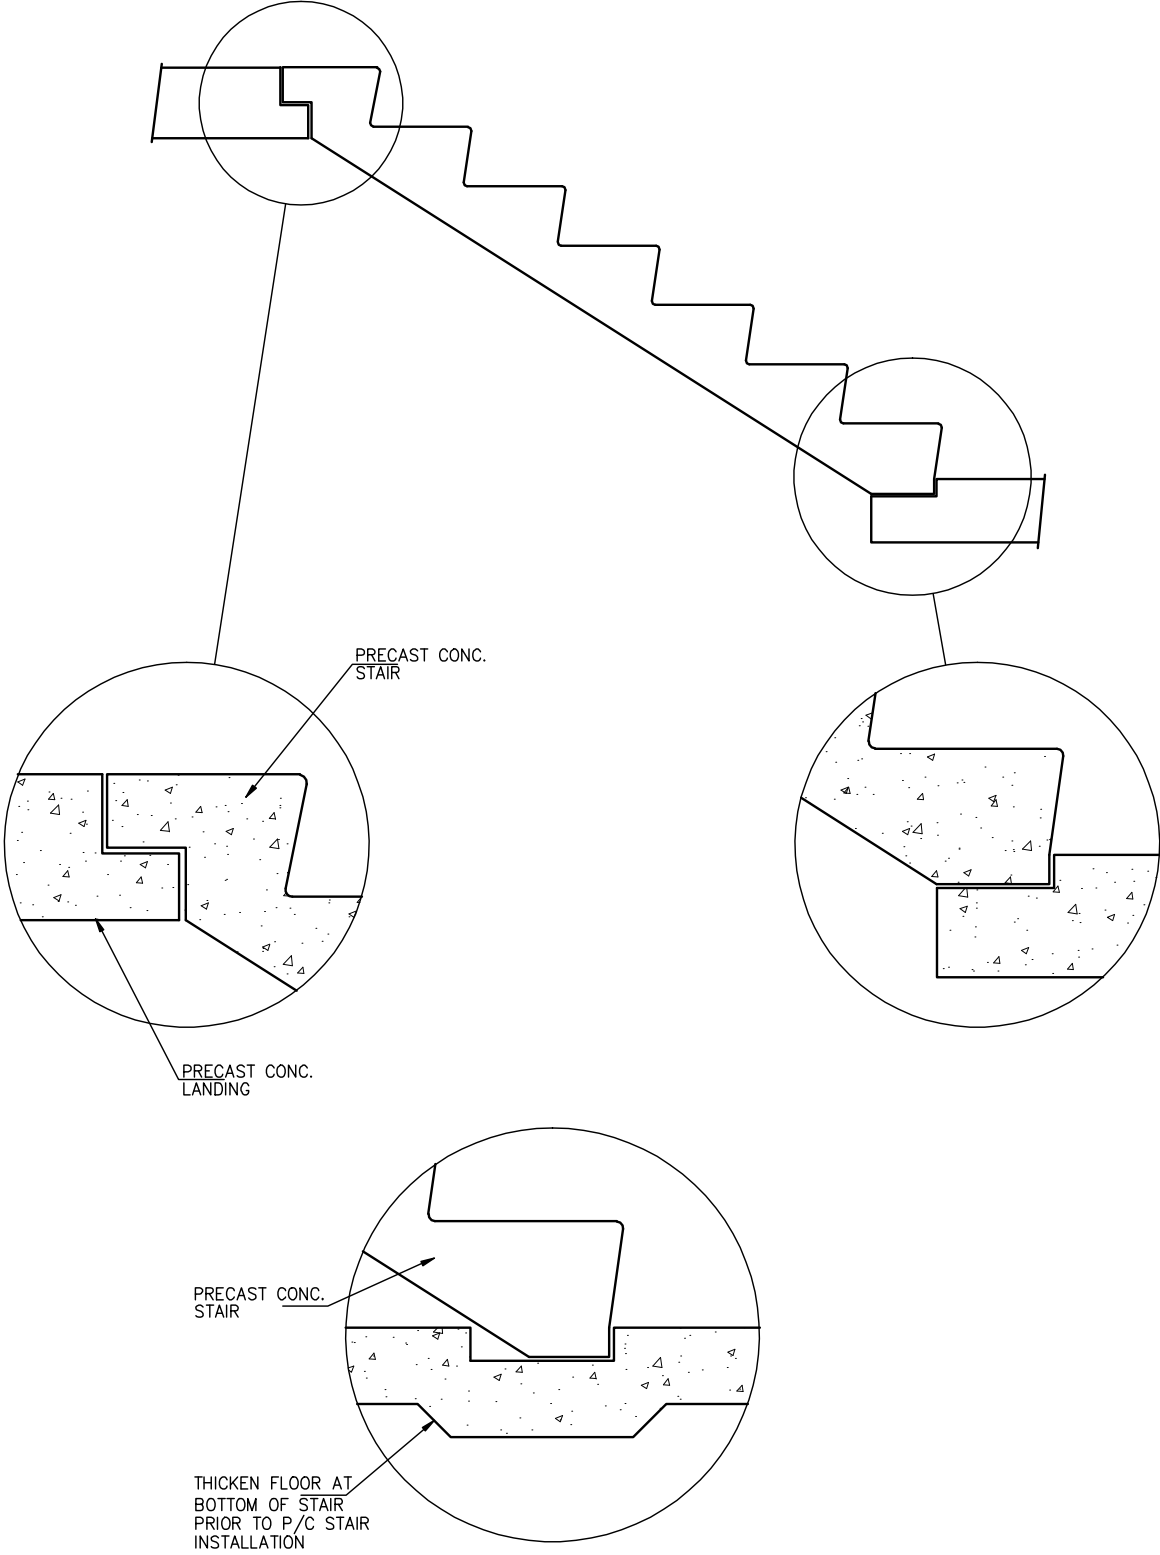 PRECAST CONC.
STAIR
PRECAST CONC.
LANDING
PRECAST CONC.
STAIR
THICKEN FLOOR AT
BOTTOM OF STAIR
PRIOR TO P/C STAIR
INSTALLATION